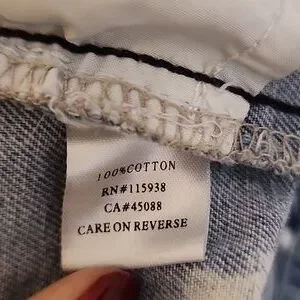 100%COTTON
RN#115938
CA#45088
CARE ON REVERSE